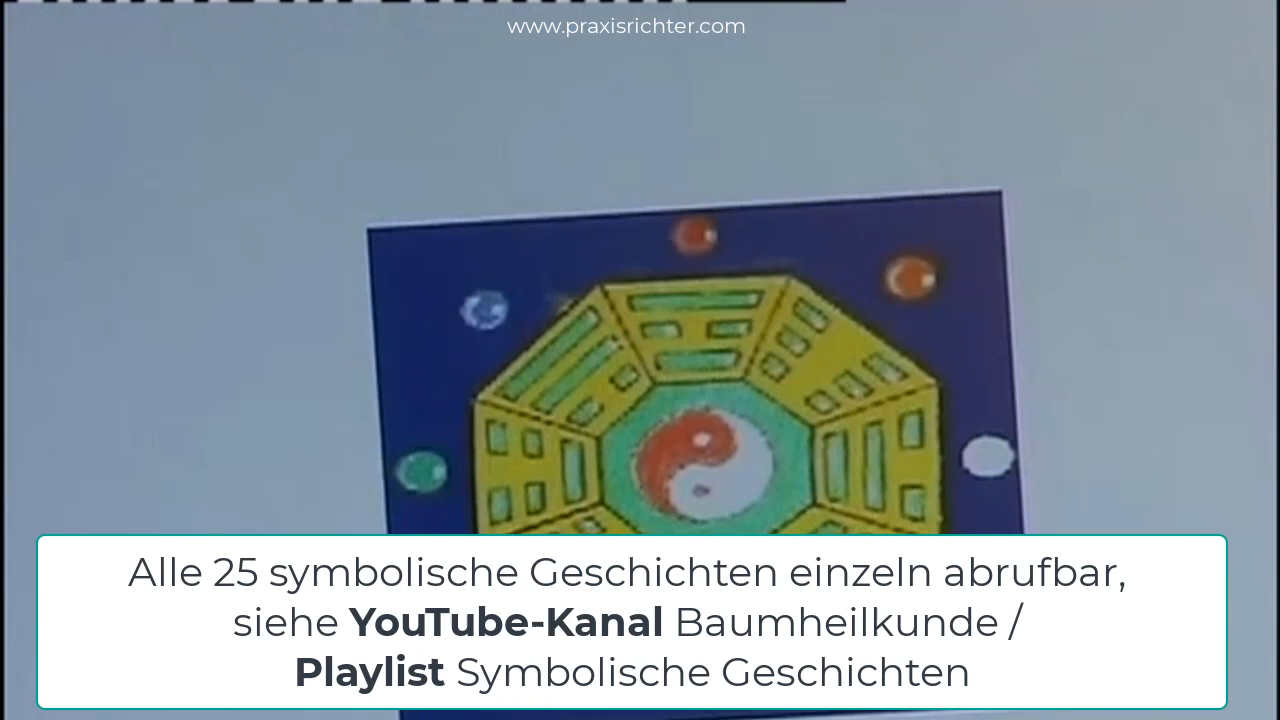 www.praxisrichter.com
Alle 25 symbolische Geschichten einzeln abrufbar,
siehe YouTube-Kanal Baumheilkunde /
Playlist Symbolische Geschichten